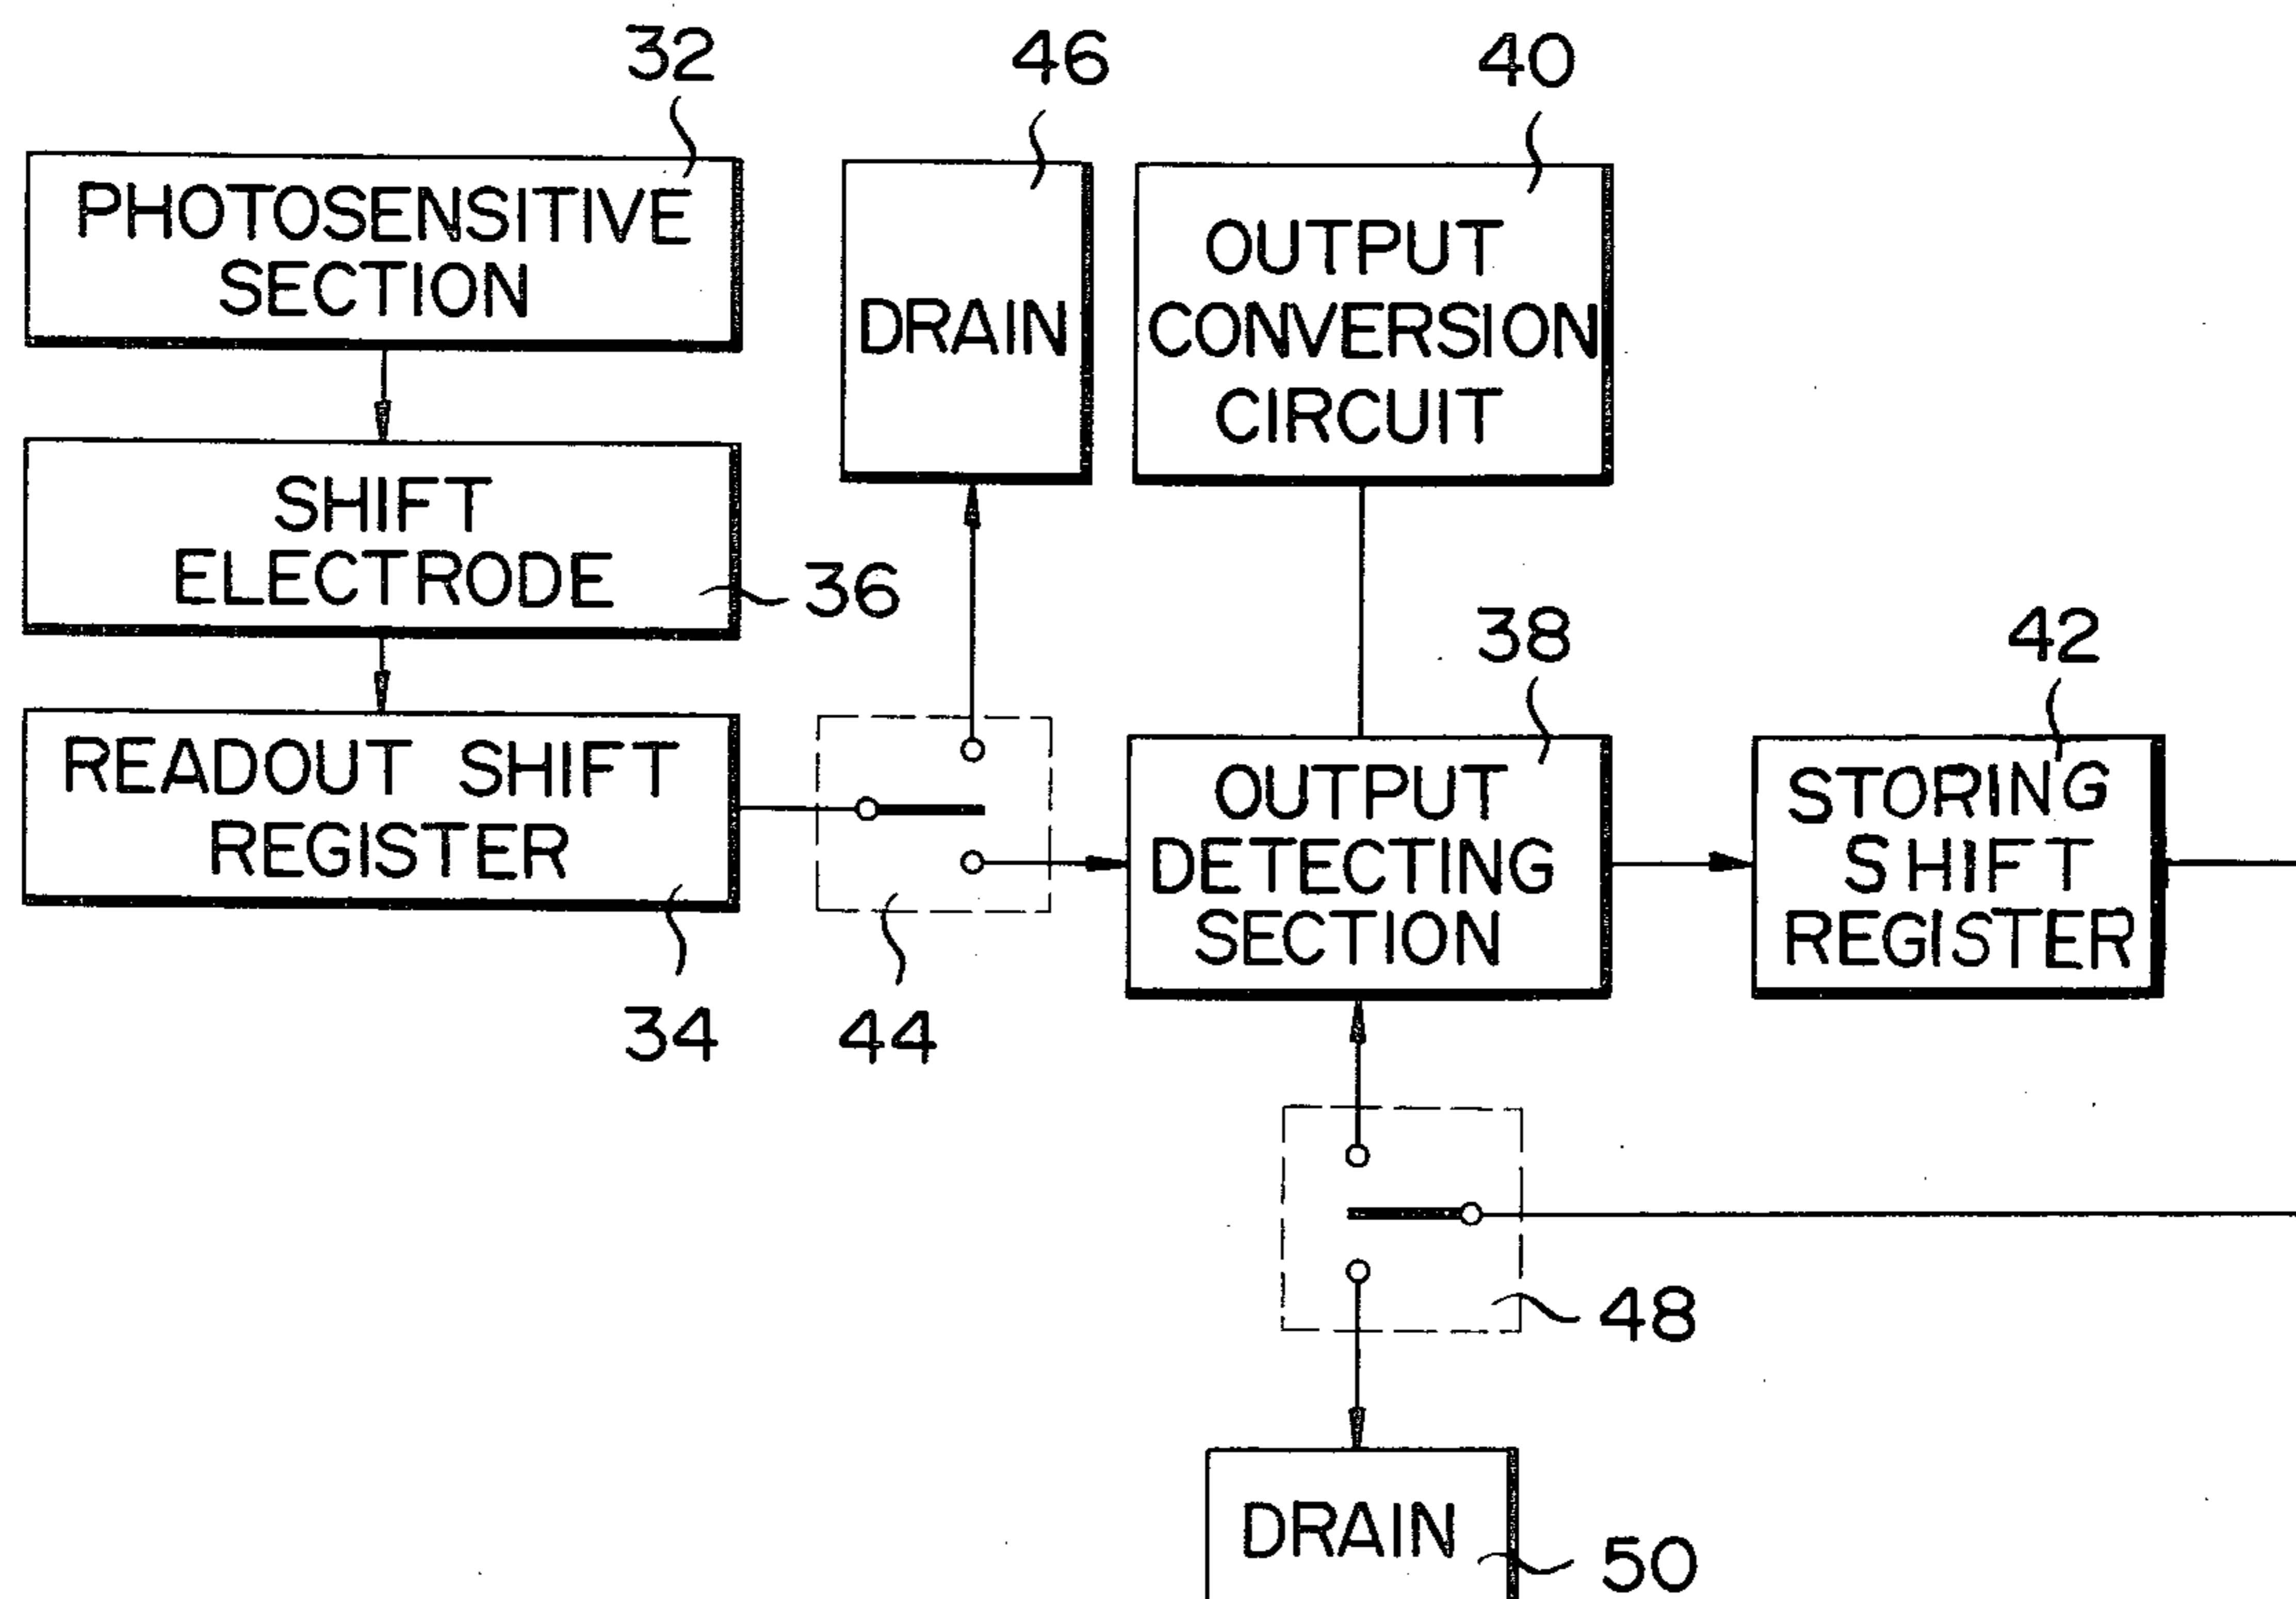 32
46
40
PHOTOSENSITIVE
SECTION
DRAIN
OUTPUT
CONVERSION
CIRCUIT
SHIFT
ELECTRODE
36
38
42
READOUT SHIFT
REGISTER
34
44
OUTPUT
DETECTING
SECTION
STORING
SHIFT
REGISTER
48
DRAIN
50